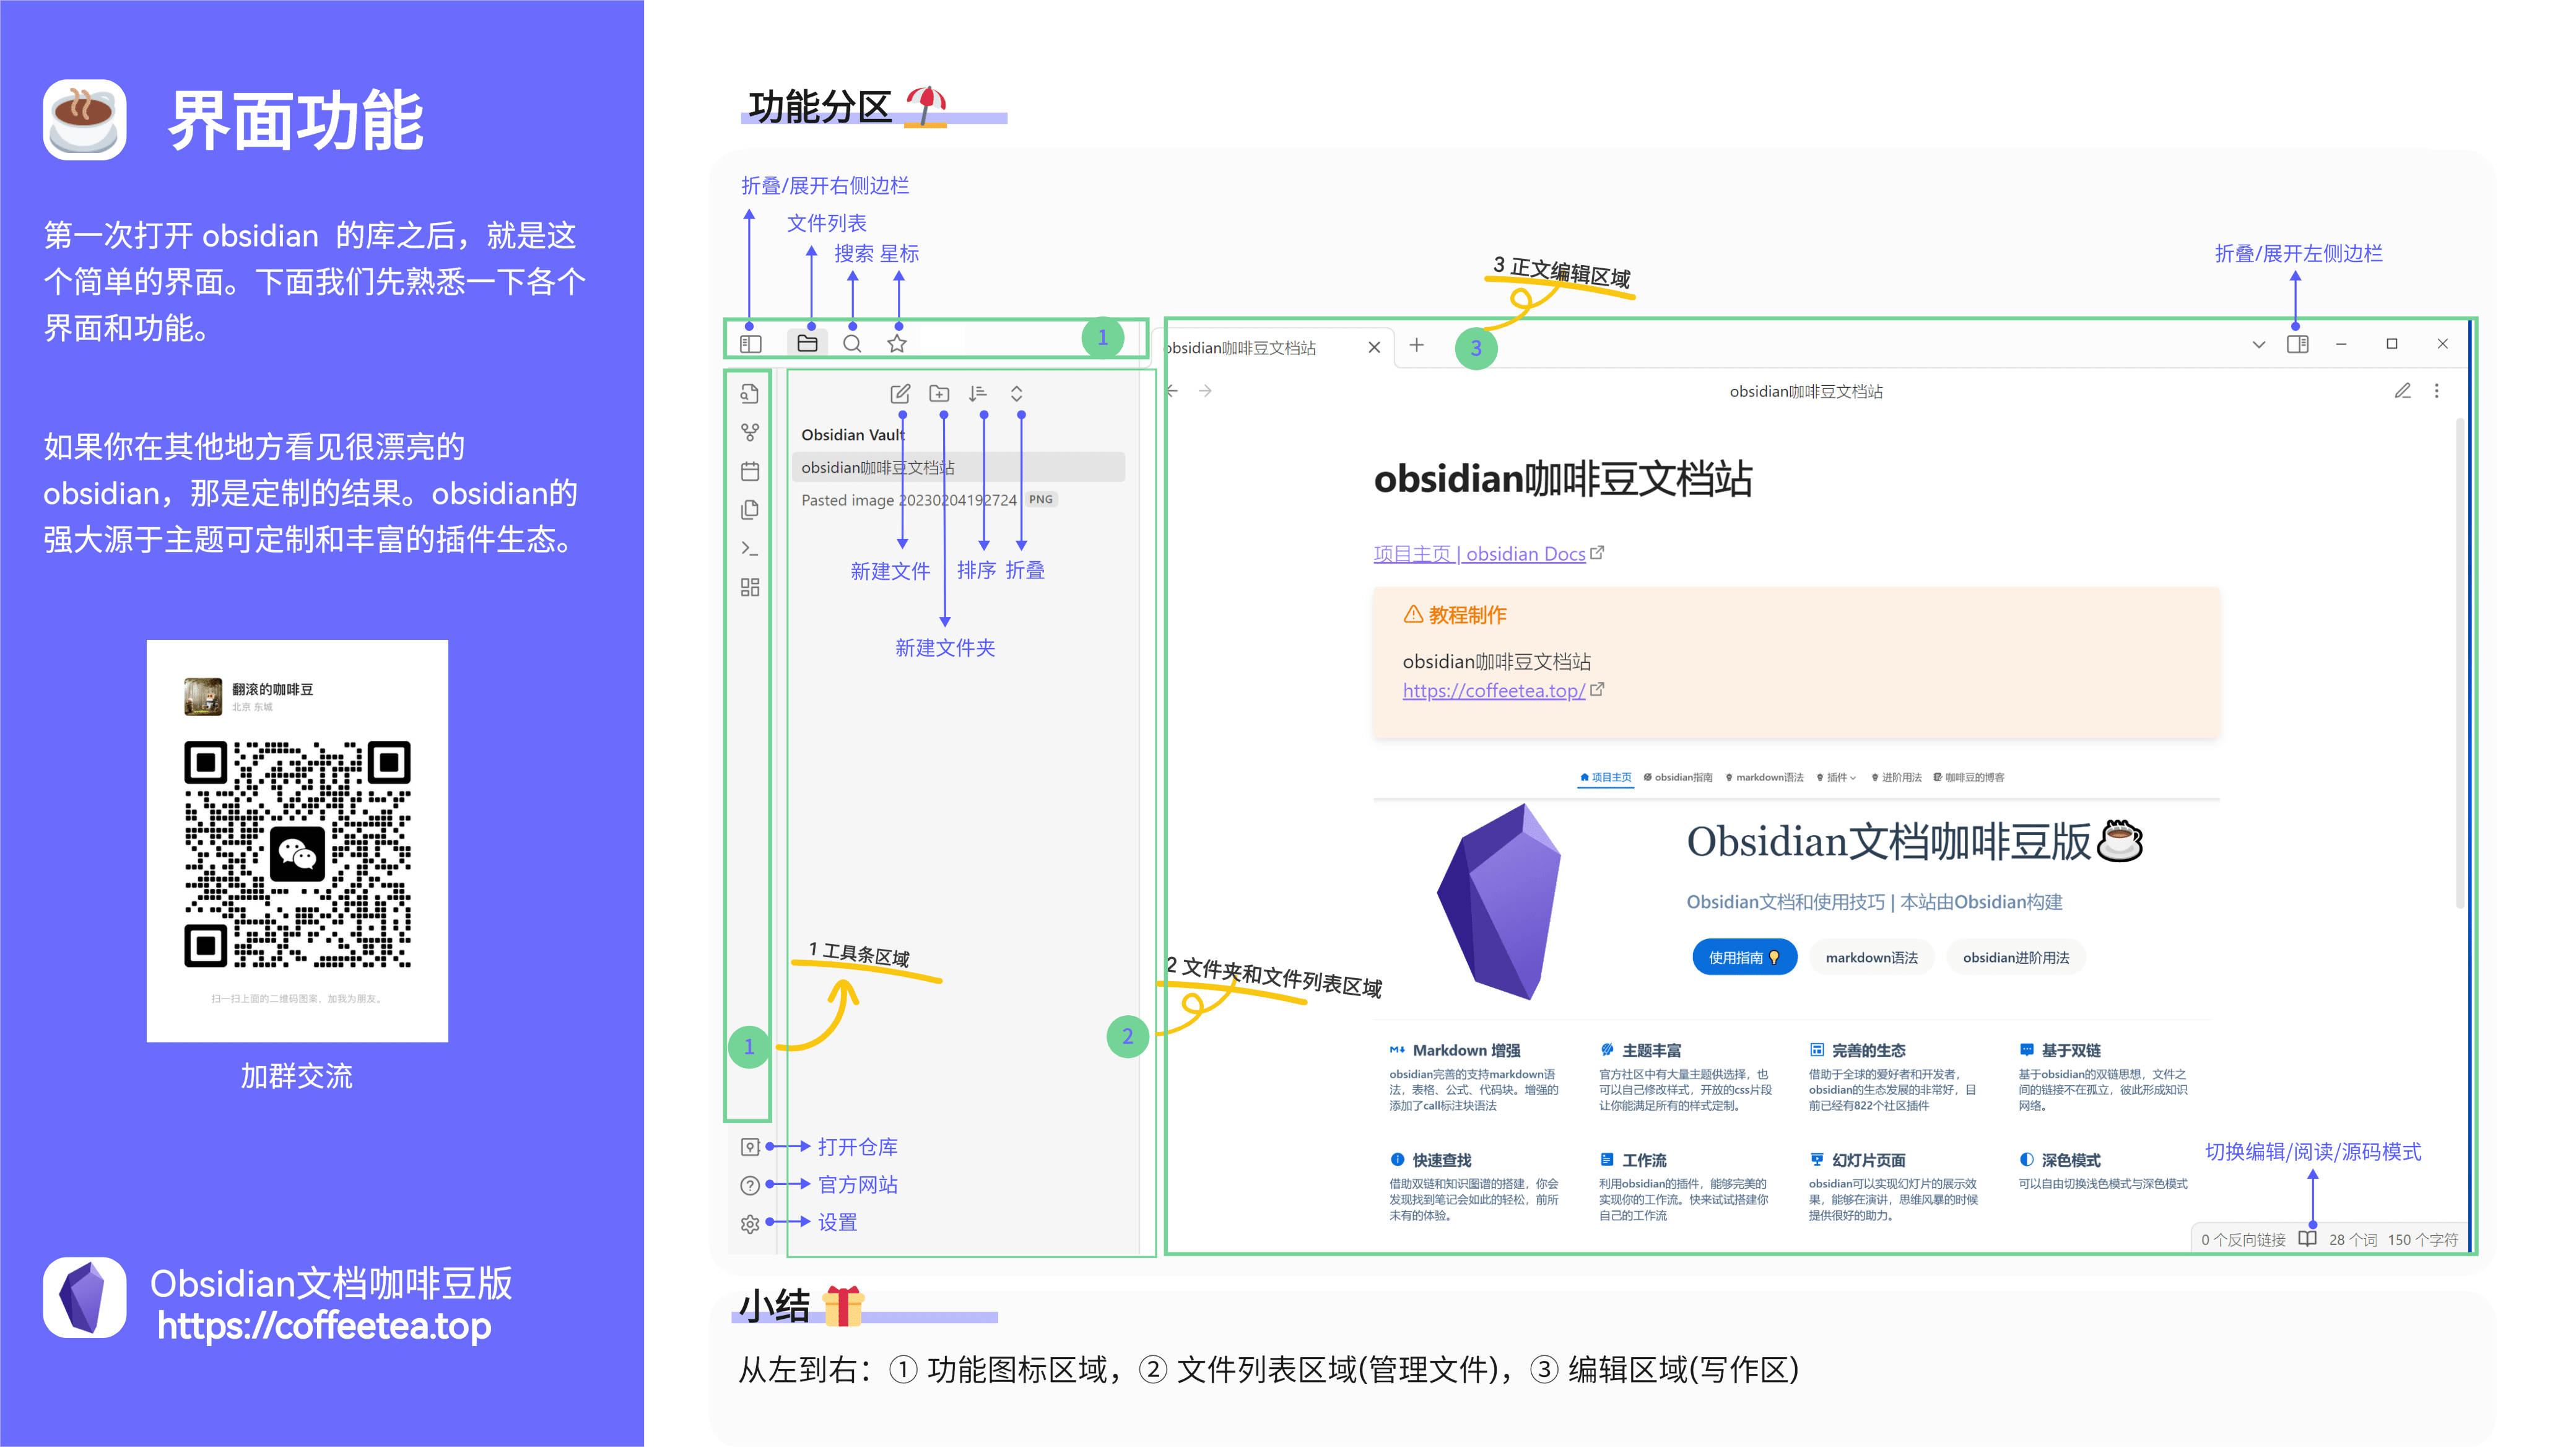 界面功能
第一次打开 obsidian 的库之后，就是这
个简单的界面。下面我们先熟悉一下各个
界面和功能。
如果你在其他地方看见很漂亮的
obsidian，那是定制的结果。obsidian的
强大源于主题可定制和丰富的插件生态。
翻滚的咖啡豆
北京 东城
扫一扫上面的二维码图案，加我为朋友。
加群交流
Obsidian文档咖啡豆版
https://coffeetea.top
功能分区
折叠/展开右侧边栏
文件列表
搜索 星标
3 正文编辑区域
折叠/展开左侧边栏
1
obsidian咖啡豆文档站
3
obsidian咖啡豆文档站
Obsidian Vault
obsidian咖啡豆文档站
Pasted image 20230204192724 PNG
新建文件 排序 折叠
新建文件夹
1 工具条区域
1
2 文件夹和文件列表区域
2
打开仓库
官方网站
设置
obsidian咖啡豆文档站
项目主页 | obsidian Docs
教程制作
obsidian咖啡豆文档站
https://coffeetea.top/
项目主页 obsidian指南 markdown语法 插件 进阶用法 咖啡豆的博客
Obsidian文档咖啡豆版
Obsidian文档和使用技巧 | 本站由Obsidian构建
使用指南 markdown语法 obsidian进阶用法
Markdown 增强
obsidian完善的支持markdown语
法，表格、公式、代码块。增强的
添加了call标注块语法
主题丰富
官方社区中有大量主题供选择，也
可以自己修改样式，开放的css片段
让你能满足所有的样式定制。
完善的生态
借助于全球的爱好者和开发者，
obsidian的生态发展的非常好，目
前已经有822个社区插件
基于双链
基于obsidian的双链思想，文件之
间的链接不在孤立，彼此形成知识
网络。
快速查找
借助双链和知识图谱的搭建，你会
发现找到笔记会如此的轻松，前所
未有的体验。
工作流
利用obsidian的插件，能够完美的
实现你的工作流。快来试试搭建你
自己的工作流
幻灯片页面
obsidian可以实现幻灯片的展示效
果，能够在演讲，思维风暴的时候
提供很好的助力。
深色模式
可以自由切换浅色模式与深色模式
切换编辑/阅读/源码模式
0 个反向链接 28 个词 150 个字符
小结
从左到右：① 功能图标区域，② 文件列表区域(管理文件)，③ 编辑区域(写作区)